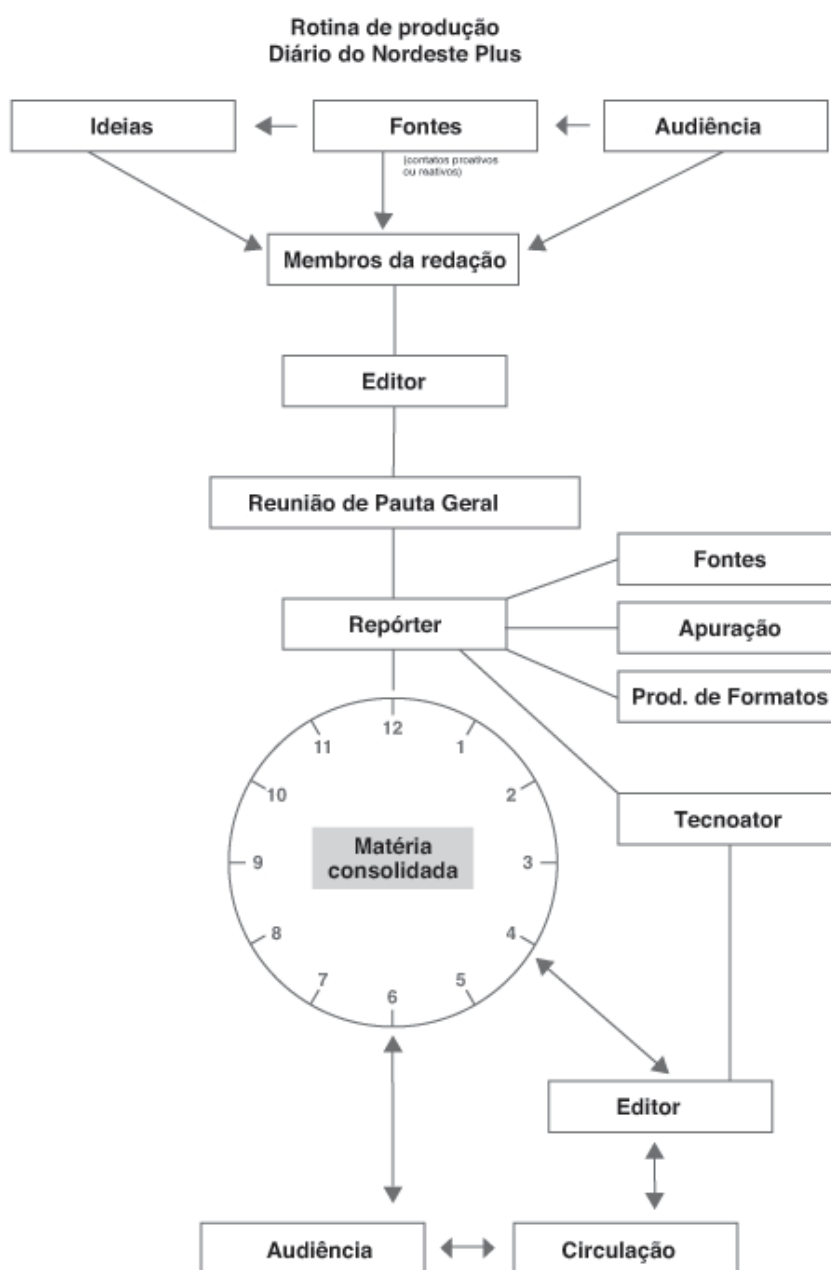 Rotina de produção
Diário do Nordeste Plus
Ideias
Fontes
Audiência
(contatos proativos
ou reativos)
Membros da redação
Editor
Reunião de Pauta Geral
Fontes
Repórter
Apuração
Prod. de Formatos
12
11
1
10
2
Tecnoator
Matéria
consolidada
9
3
8
4
7
5
6
Editor
Audiência
Circulação